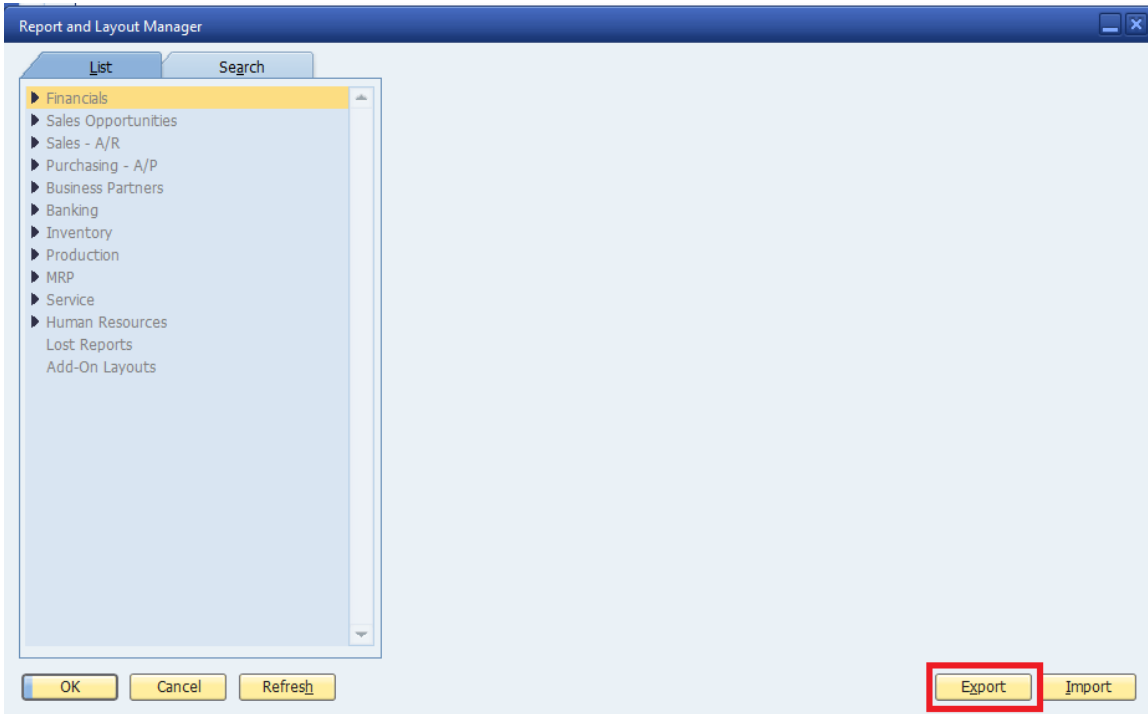 Report and Layout Manager
List Search
Financials
Sales Opportunities
Sales - A/R
Purchasing - A/P
Business Partners
Banking
Inventory
Production
MRP
Service
Human Resources
Lost Reports
Add-On Layouts
OK Cancel Refresh Export Import